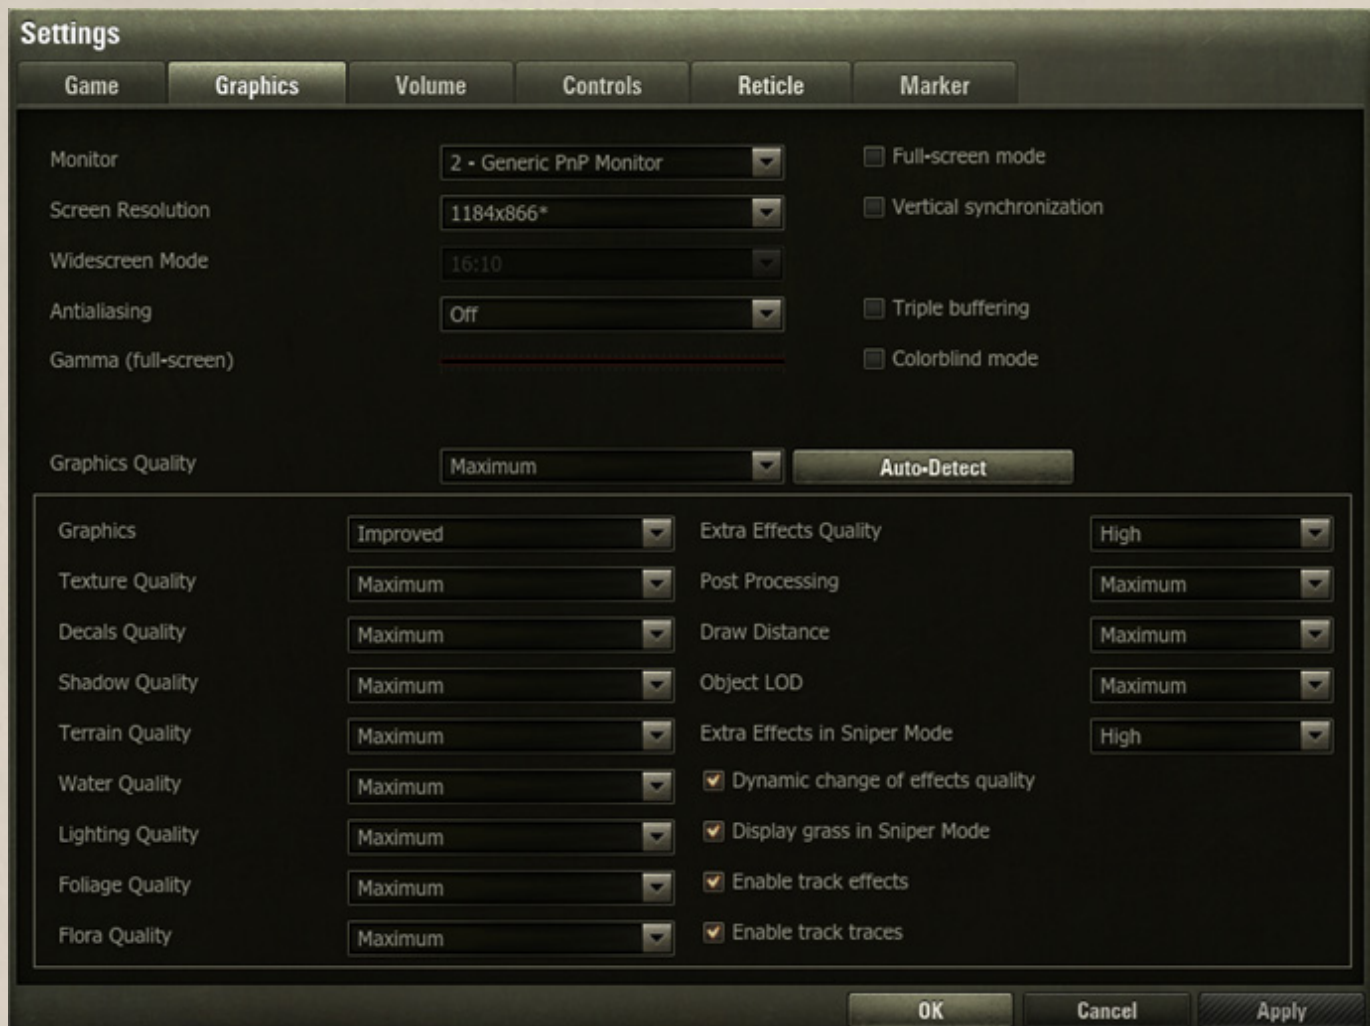 Settings
Game Graphics Volume Controls Reticle Marker
Monitor 2 - Generic PnP Monitor Full-screen mode
Screen Resolution 1184x866* Vertical synchronization
Widescreen Mode 16:10
Antialiasing Off Triple buffering
Gamma (full-screen) Colorblind mode
Graphics Quality Maximum Auto-Detect
Graphics Improved Extra Effects Quality High
Texture Quality Maximum Post Processing Maximum
Decals Quality Maximum Draw Distance Maximum
Shadow Quality Maximum Object LOD Maximum
Terrain Quality Maximum Extra Effects in Sniper Mode High
Water Quality Maximum Dynamic change of effects quality
Lighting Quality Maximum Display grass in Sniper Mode
Foliage Quality Maximum Enable track effects
Flora Quality Maximum Enable track traces
OK Cancel Apply